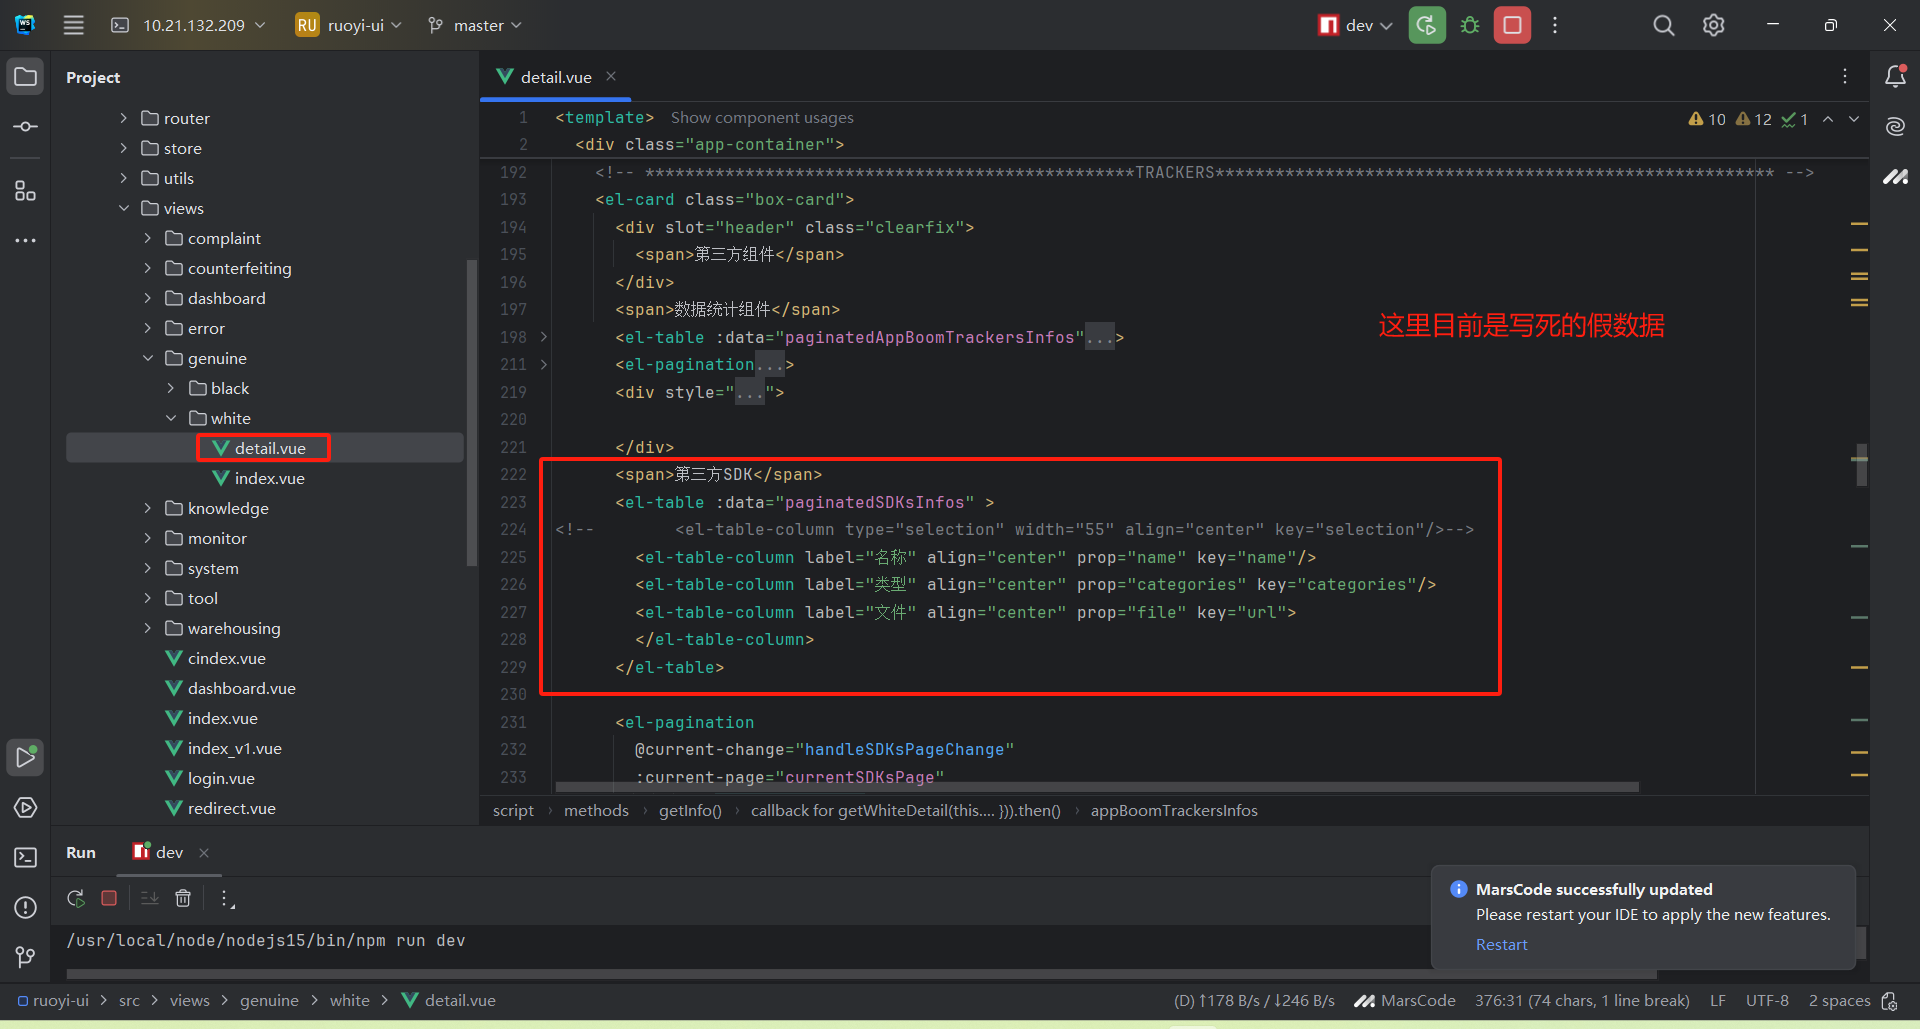 WS
10.21.132.209
RU ruoyi-ui
master
dev
Project
router
store
utils
views
complaint
counterfeiting
dashboard
error
genuine
black
white
detail.vue
index.vue
knowledge
monitor
system
tool
warehousing
cindex.vue
dashboard.vue
index.vue
index_v1.vue
login.vue
redirect.vue
detail.vue
1 <template> Show component usages
10 12 1
2 <div class="app-container">
192 <!-- *************************************************TRACKERS******************************************************** -->
193 <el-card class="box-card">
194 <div slot="header" class="clearfix">
195 <span>第三方组件</span>
196 </div>
197 <span>数据统计组件</span>
198 <el-table :data="paginatedAppBoomTrackersInfos"...>
211 <el-pagination...>
219 <div style="...">
220
221 </div>
222 <span>第三方SDK</span>
223 <el-table :data="paginatedSDKsInfos" >
224 <!-- <el-table-column type="selection" width="55" align="center" key="selection"/>-->
225 <el-table-column label="名称" align="center" prop="name" key="name"/>
226 <el-table-column label="类型" align="center" prop="categories" key="categories"/>
227 <el-table-column label="文件" align="center" prop="file" key="url">
228 </el-table-column>
229 </el-table>
230
231 <el-pagination
232 @current-change="handleSDKsPageChange"
233 :current-page="currentSDKsPage"
这里目前是写死的假数据
script › methods › getInfo() › callback for getWhiteDetail(this.... })).then() › appBoomTrackersInfos
Run dev
/usr/local/node/nodejs15/bin/npm run dev
MarsCode successfully updated
Please restart your IDE to apply the new features.
Restart
ruoyi-ui › src › views › genuine › white › detail.vue
(D) ↑178 B/s / ↓246 B/s MarsCode 376:31 (74 chars, 1 line break) LF UTF-8 2 spaces